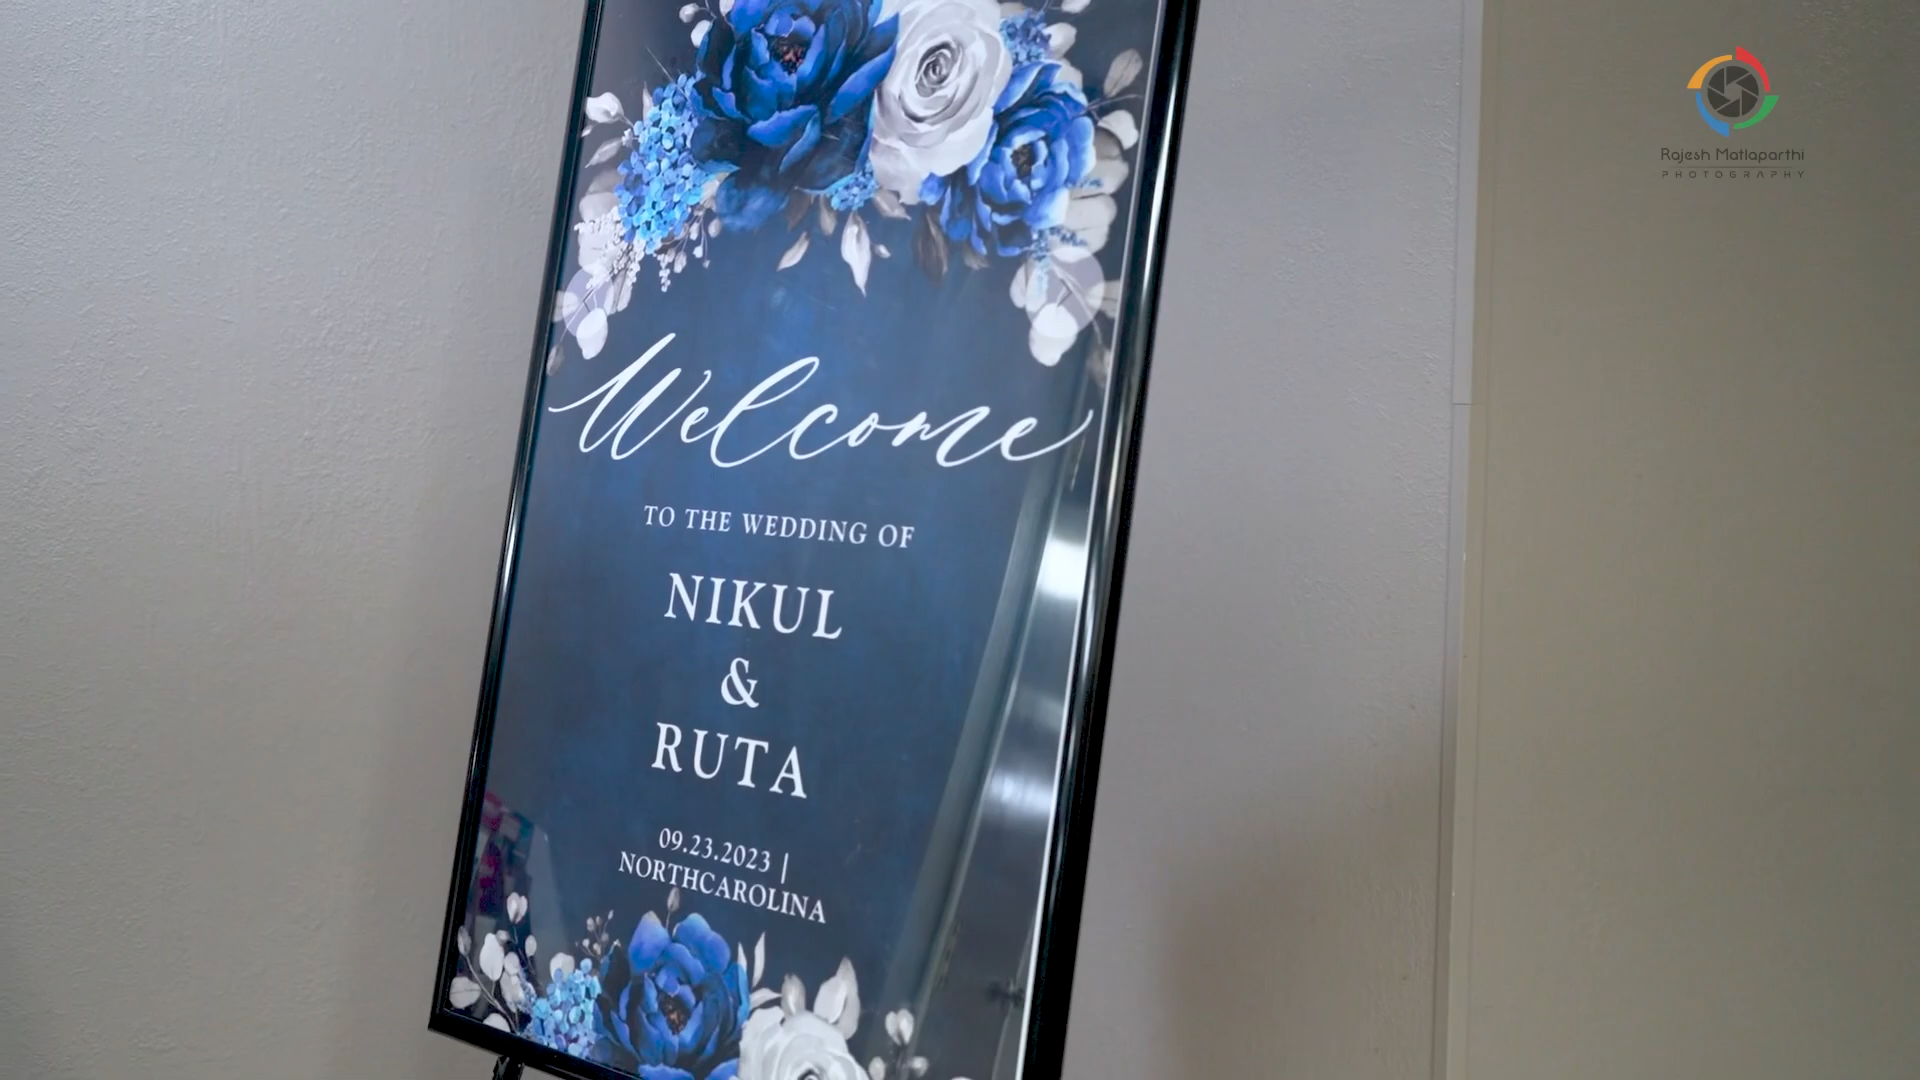 Rajesh Matlaparthi
PHOTOGRAPHY
Welcome
TO THE WEDDING OF
NIKUL
&
RUTA
09.23.2023 |
NORTHCAROLINA